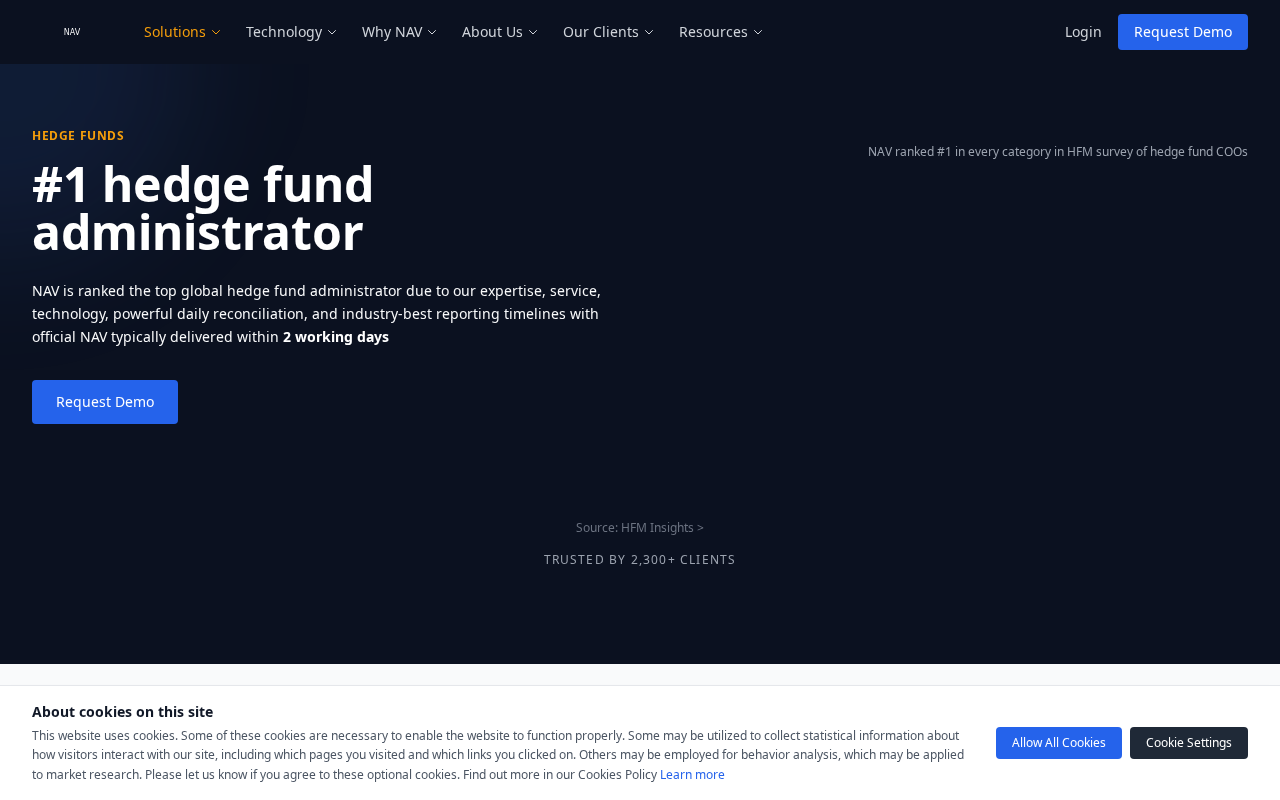 NAV
Solutions
Technology
Why NAV
About Us
Our Clients
Resources
Login
Request Demo
HEDGE FUNDS
#1 hedge fund
administrator
NAV is ranked the top global hedge fund administrator due to our expertise, service,
technology, powerful daily reconciliation, and industry-best reporting timelines with
official NAV typically delivered within 2 working days
Request Demo
NAV ranked #1 in every category in HFM survey of hedge fund COOs
Source: HFM Insights >
TRUSTED BY 2,300+ CLIENTS
About cookies on this site
This website uses cookies. Some of these cookies are necessary to enable the website to function properly. Some may be utilized to collect statistical information about
how visitors interact with our site, including which pages you visited and which links you clicked on. Others may be employed for behavior analysis, which may be applied
to market research. Please let us know if you agree to these optional cookies. Find out more in our Cookies Policy Learn more
Allow All Cookies
Cookie Settings